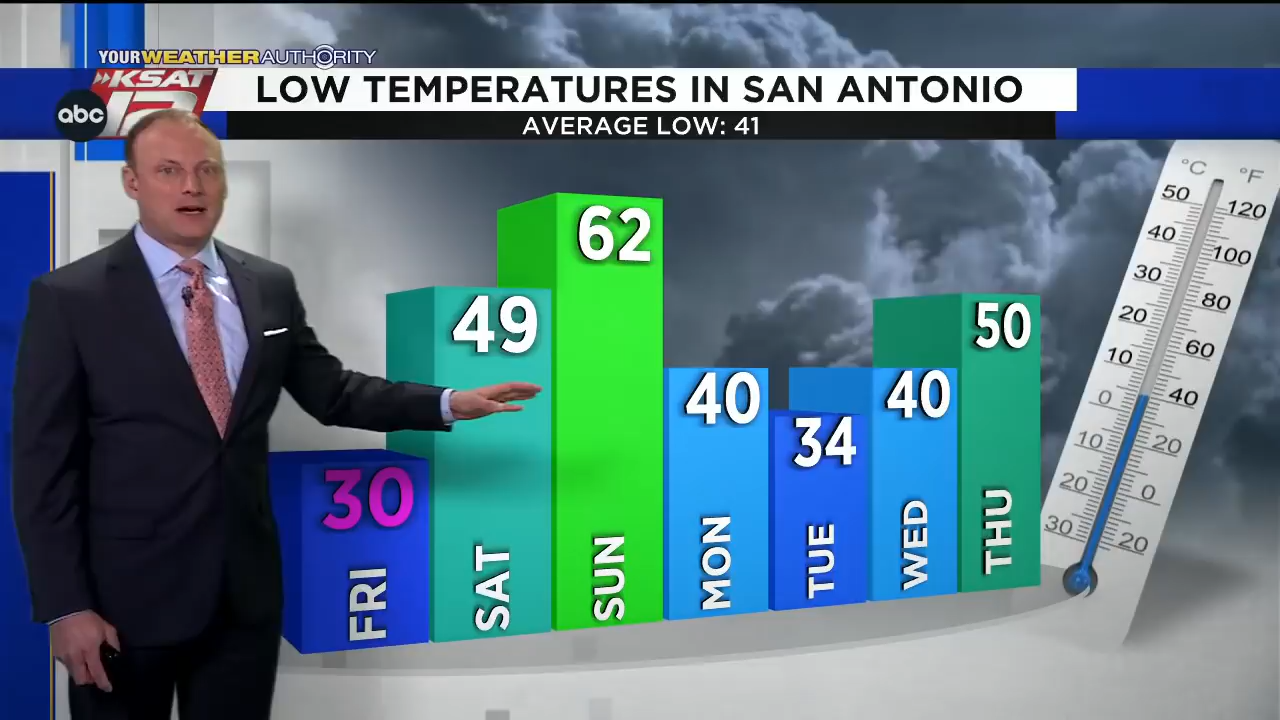 YOURWEATHERAUTHORITY
KSAT
12
abc
LOW TEMPERATURES IN SAN ANTONIO
AVERAGE LOW: 41
30
49
62
40
34
40
50
FRI
SAT
SUN
MON
TUE
WED
THU
°C °F
50 120
40 100
30 80
20 60
10 40
0 20
10 0
20 20
30